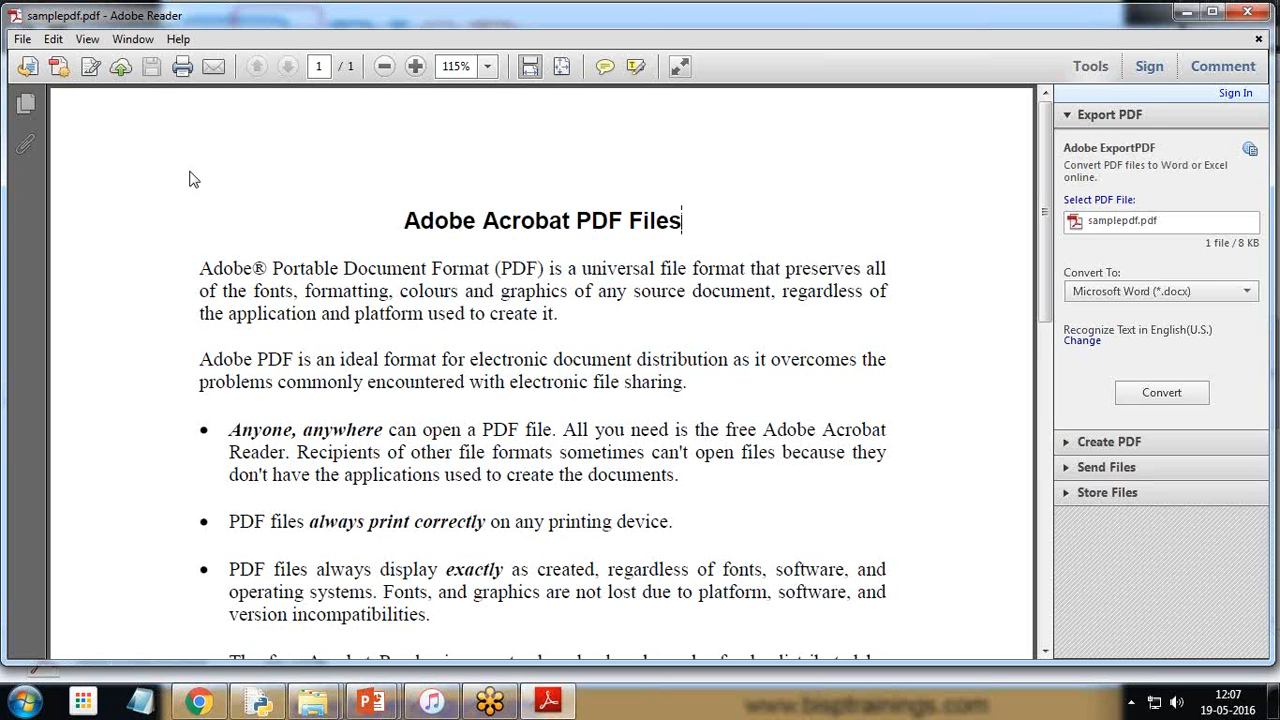 samplepdf.pdf - Adobe Reader
File Edit View Window Help
1 / 1 115% Tools Sign Comment
Sign In
Export PDF
Adobe ExportPDF
Convert PDF files to Word or Excel
online.
Select PDF File:
samplepdf.pdf
1 file / 8 KB
Convert To:
Microsoft Word (*.docx)
Recognize Text in English(U.S.)
Change
Convert
Create PDF
Send Files
Store Files
Adobe Acrobat PDF Files
Adobe® Portable Document Format (PDF) is a universal file format that preserves all
of the fonts, formatting, colours and graphics of any source document, regardless of
the application and platform used to create it.
Adobe PDF is an ideal format for electronic document distribution as it overcomes the
problems commonly encountered with electronic file sharing.
• Anyone, anywhere can open a PDF file. All you need is the free Adobe Acrobat
Reader. Recipients of other file formats sometimes can't open files because they
don't have the applications used to create the documents.
• PDF files always print correctly on any printing device.
• PDF files always display exactly as created, regardless of fonts, software, and
operating systems. Fonts, and graphics are not lost due to platform, software, and
version incompatibilities.
12:07
19-05-2016